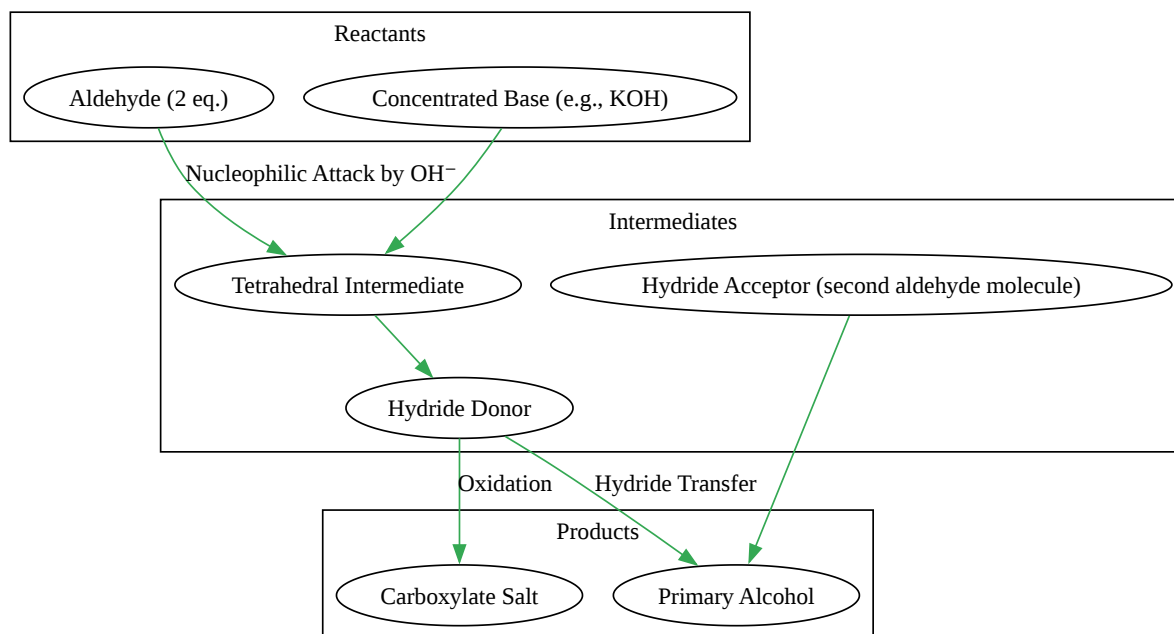 Reactants
Aldehyde (2 eq.)
Concentrated Base (e.g., KOH)
Nucleophilic Attack by OH⁻
Intermediates
Tetrahedral Intermediate
Hydride Acceptor (second aldehyde molecule)
Hydride Donor
Oxidation
Hydride Transfer
Products
Carboxylate Salt
Primary Alcohol